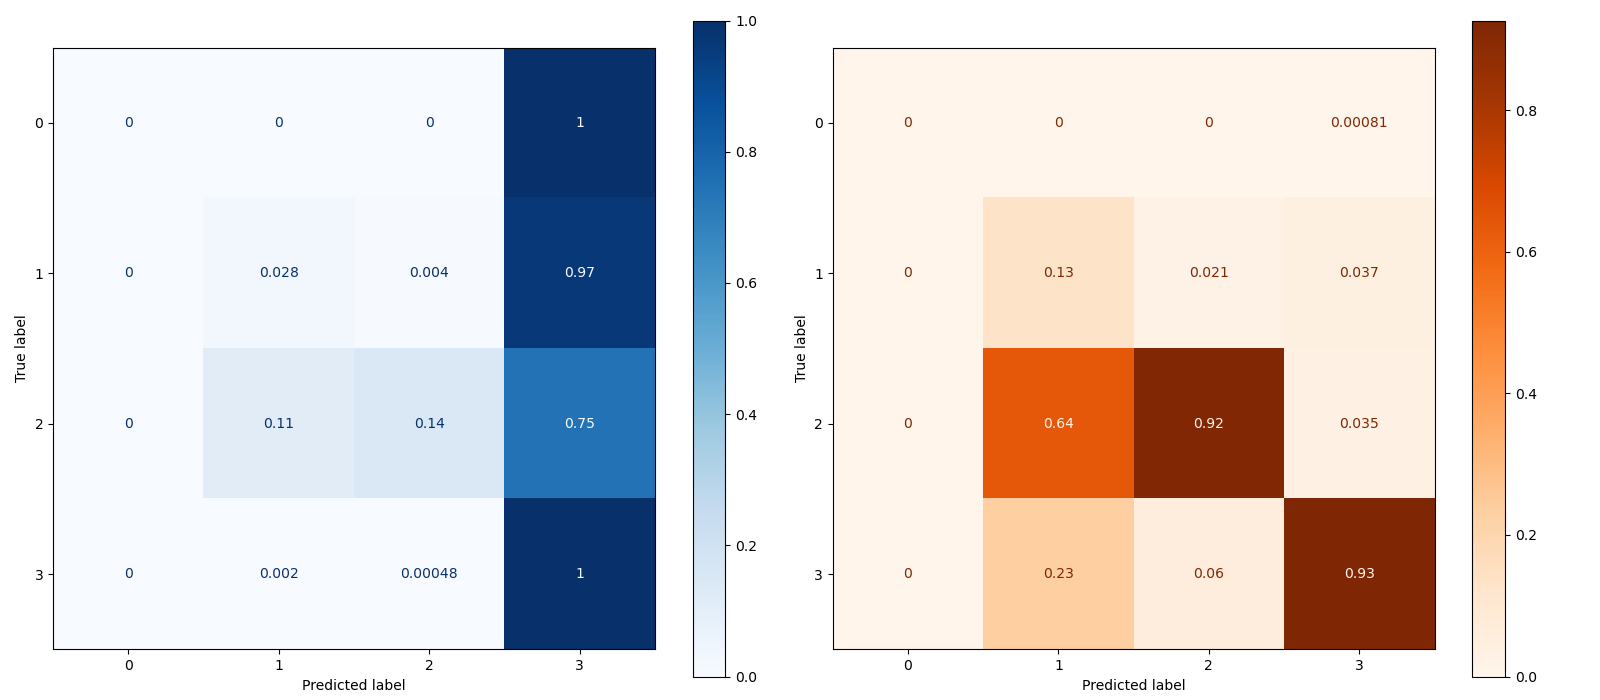 1.0
0 0 0 0 1
0.8
1 0 0.028 0.004 0.97
0.6
True label
2 0 0.11 0.14 0.75
0.4
0.2
3 0 0.002 0.00048 1
0.0
0 1 2 3
Predicted label
0 0 0 0 0.00081
0.8
1 0 0.13 0.021 0.037
0.6
True label
2 0 0.64 0.92 0.035
0.4
0.2
3 0 0.23 0.06 0.93
0.0
0 1 2 3
Predicted label